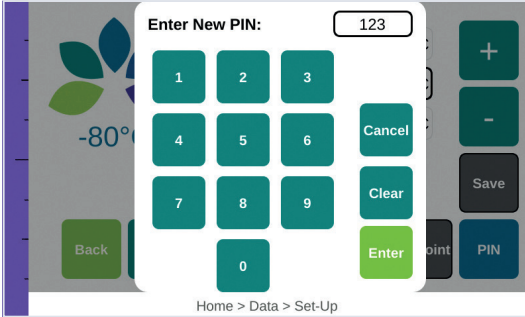 Enter New PIN: 123
1 2 3
+
-80°
4 5 6 Cancel
-
7 8 9 Clear
Save
Back
0 Enter
oint
PIN
Home > Data > Set-Up